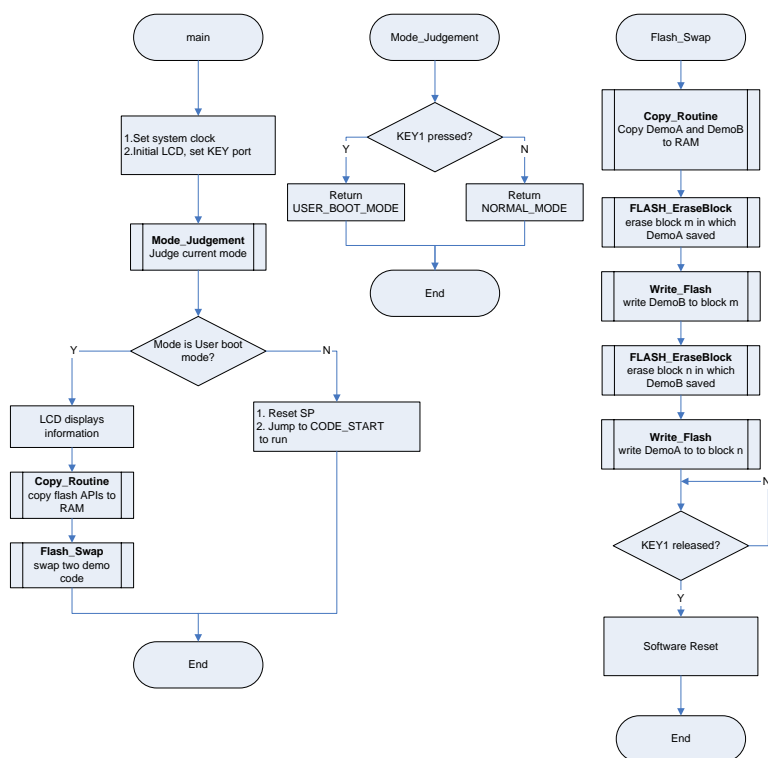 main
1.Set system clock
2.Initial LCD, set KEY port
Mode_Judgement
Judge current mode
Mode is User boot
mode?
Y
N
LCD displays
information
Copy_Routine
copy flash APIs to
RAM
Flash_Swap
swap two demo
code
1. Reset SP
2. Jump to CODE_START
to run
End
Mode_Judgement
KEY1 pressed?
Y
N
Return
USER_BOOT_MODE
Return
NORMAL_MODE
End
Flash_Swap
Copy_Routine
Copy DemoA and DemoB
to RAM
FLASH_EraseBlock
erase block m in which
DemoA saved
Write_Flash
write DemoB to block m
FLASH_EraseBlock
erase block n in which
DemoB saved
Write_Flash
write DemoA to to block n
N
KEY1 released?
Y
Software Reset
End